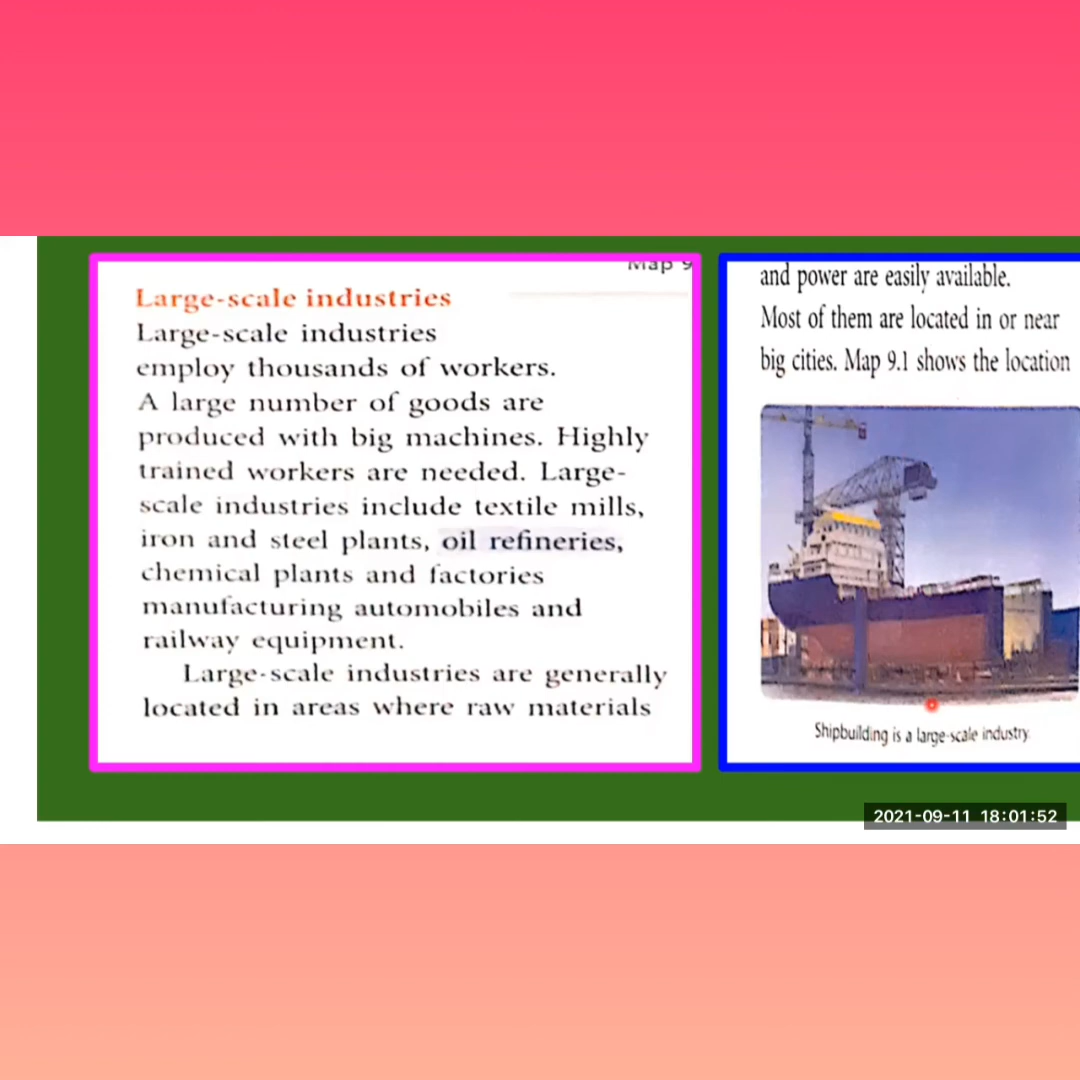 Map 9
Large-scale industries
Large-scale industries
employ thousands of workers.
A large number of goods are
produced with big machines. Highly
trained workers are needed. Large-
scale industries include textile mills,
iron and steel plants, oil refineries,
chemical plants and factories
manufacturing automobiles and
railway equipment.
Large-scale industries are generally
located in areas where raw materials
and power are easily available.
Most of them are located in or near
big cities. Map 9.1 shows the location
Shipbuilding is a large-scale industry
2021-09-11 18:01:52